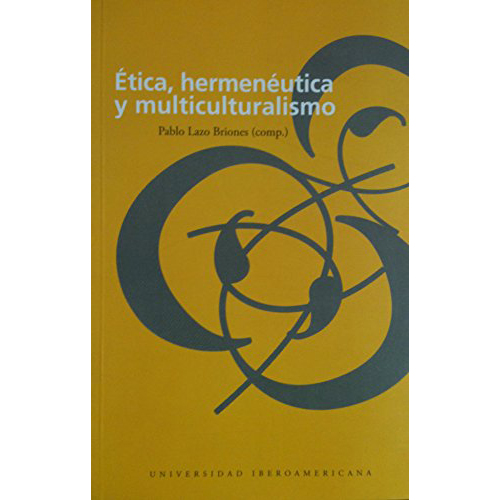 Ética, hermenéutica
y multiculturalismo
Pablo Lazo Briones (comp.)
UNIVERSIDAD IBEROAMERICANA